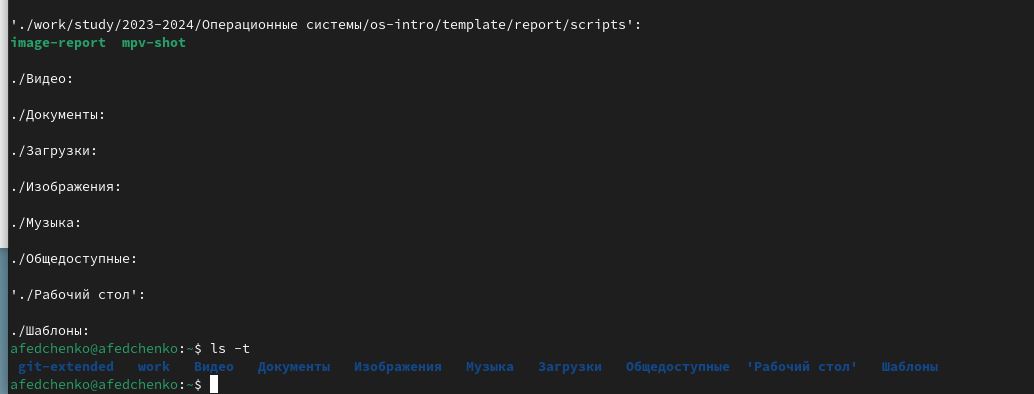 './work/study/2023-2024/Операционные системы/os-intro/template/report/scripts':
image-report  mpv-shot
./Видео:
./Документы:
./Загрузки:
./Изображения:
./Музыка:
./Общедоступные:
'./Рабочий стол':
./Шаблоны:
afedchenko@afedchenko:~$ ls -t
git-extended   work   Видео   Документы   Изображения   Музыка   Загрузки   Общедоступные  'Рабочий стол'   Шаблоны
afedchenko@afedchenko:~$